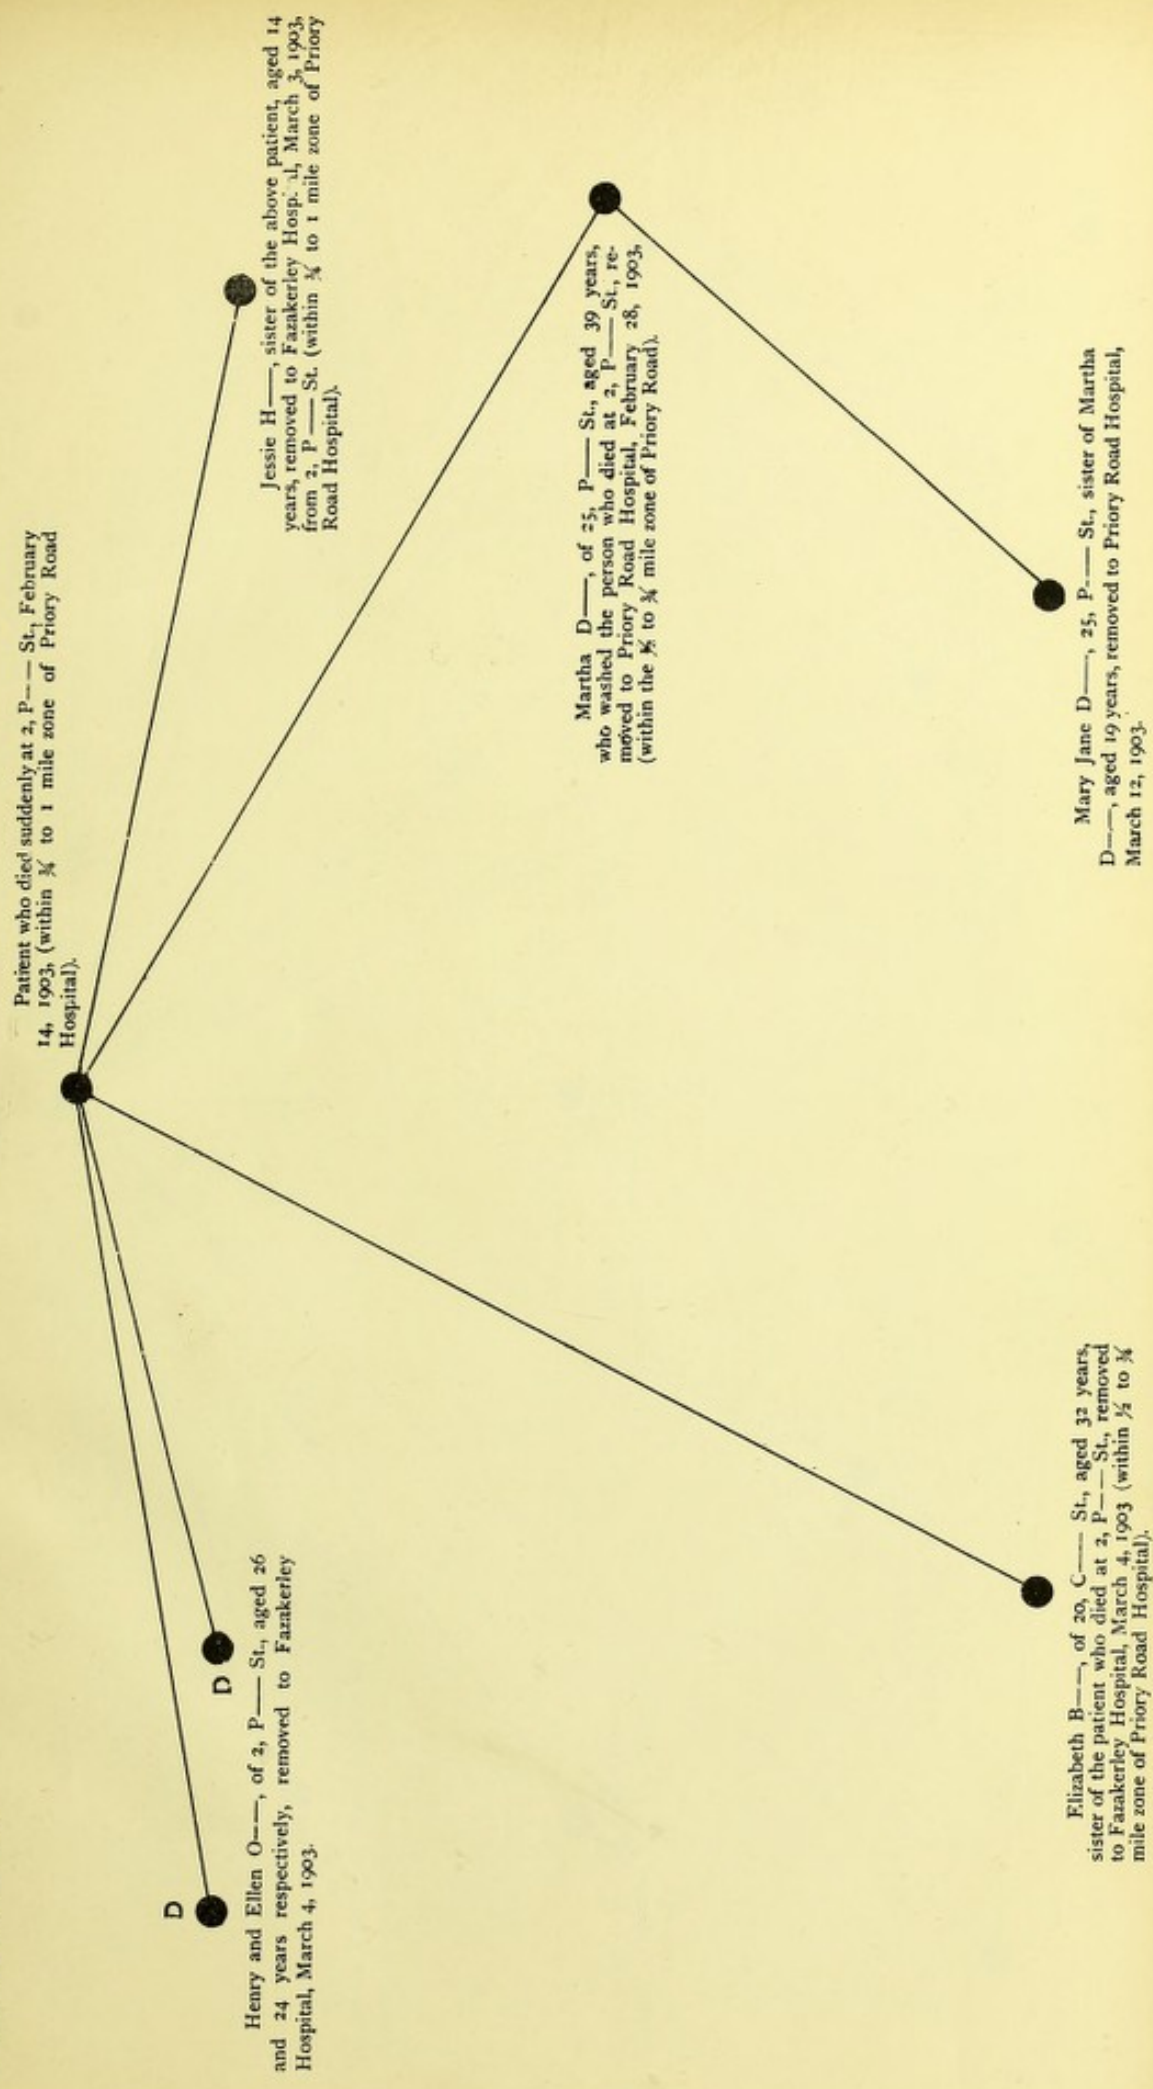 Patient who died suddenly at 2, P—— St., February
14, 1903, (within ¾ to 1 mile zone of Priory Road
Hospital).
Jessie H——, sister of the above patient, aged 14
years, removed to Fazakerley Hosp. al, March 3, 1903,
from 2, P—— St. (within ¾ to 1 mile zone of Priory
Road Hospital).
Martha D——, of 25, P—— St., aged 39 years,
who washed the person who died at 2, P—— St., re-
moved to Priory Road Hospital, February 28, 1903,
(within the ½ to ¾ mile zone of Priory Road).
Mary Jane D——, 25, P—— St., sister of Martha
D——, aged 19 years, removed to Priory Road Hospital,
March 12, 1903.
D
D
Henry and Ellen O——, of 2, P—— St., aged 26
and 24 years respectively, removed to Fazakerley
Hospital, March 4, 1903.
Elizabeth B——, of 20, C—— St., aged 32 years,
sister of the patient who died at 2, P—— St., removed
to Fazakerley Hospital, March 4, 1903 (within ½ to ¾
mile zone of Priory Road Hospital).